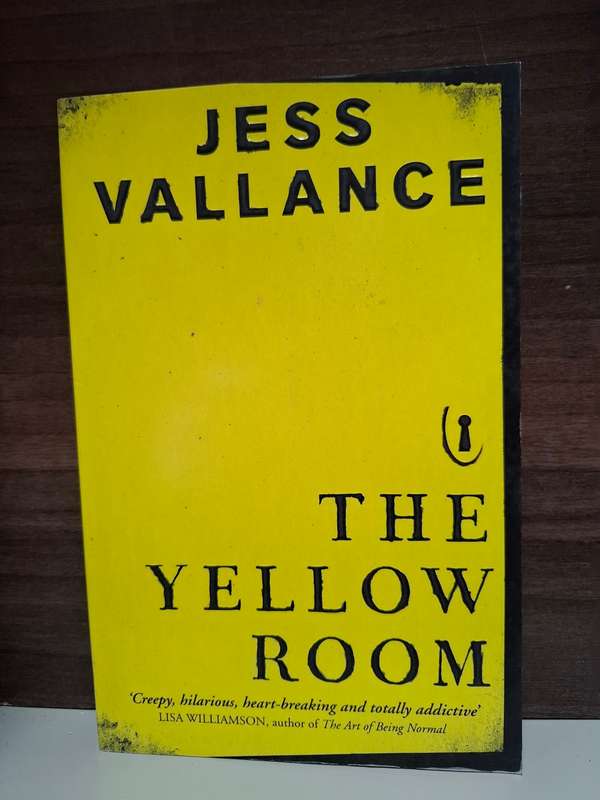 JESS
VALLANCE
THE
YELLOW
ROOM
‘Creepy, hilarious, heart-breaking and totally addictive’
LISA WILLIAMSON, author of The Art of Being Normal